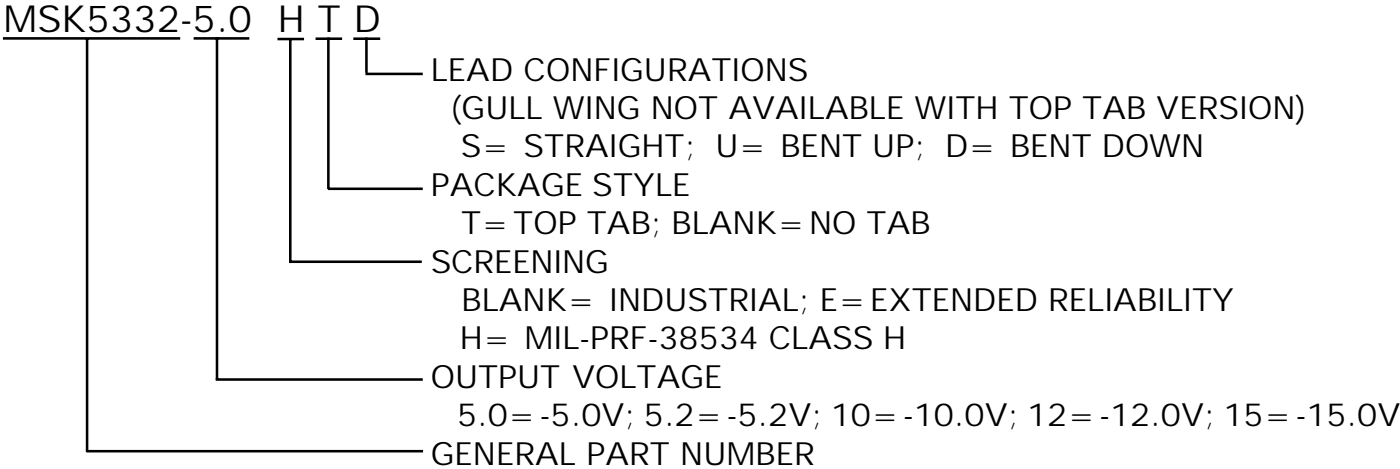 MSK5332-5.0 H T D
LEAD CONFIGURATIONS
(GULL WING NOT AVAILABLE WITH TOP TAB VERSION)
S= STRAIGHT; U= BENT UP; D= BENT DOWN
PACKAGE STYLE
T=TOP TAB; BLANK=NO TAB
SCREENING
BLANK= INDUSTRIAL; E=EXTENDED RELIABILITY
H= MIL-PRF-38534 CLASS H
OUTPUT VOLTAGE
5.0=-5.0V; 5.2=-5.2V; 10=-10.0V; 12=-12.0V; 15=-15.0V
GENERAL PART NUMBER